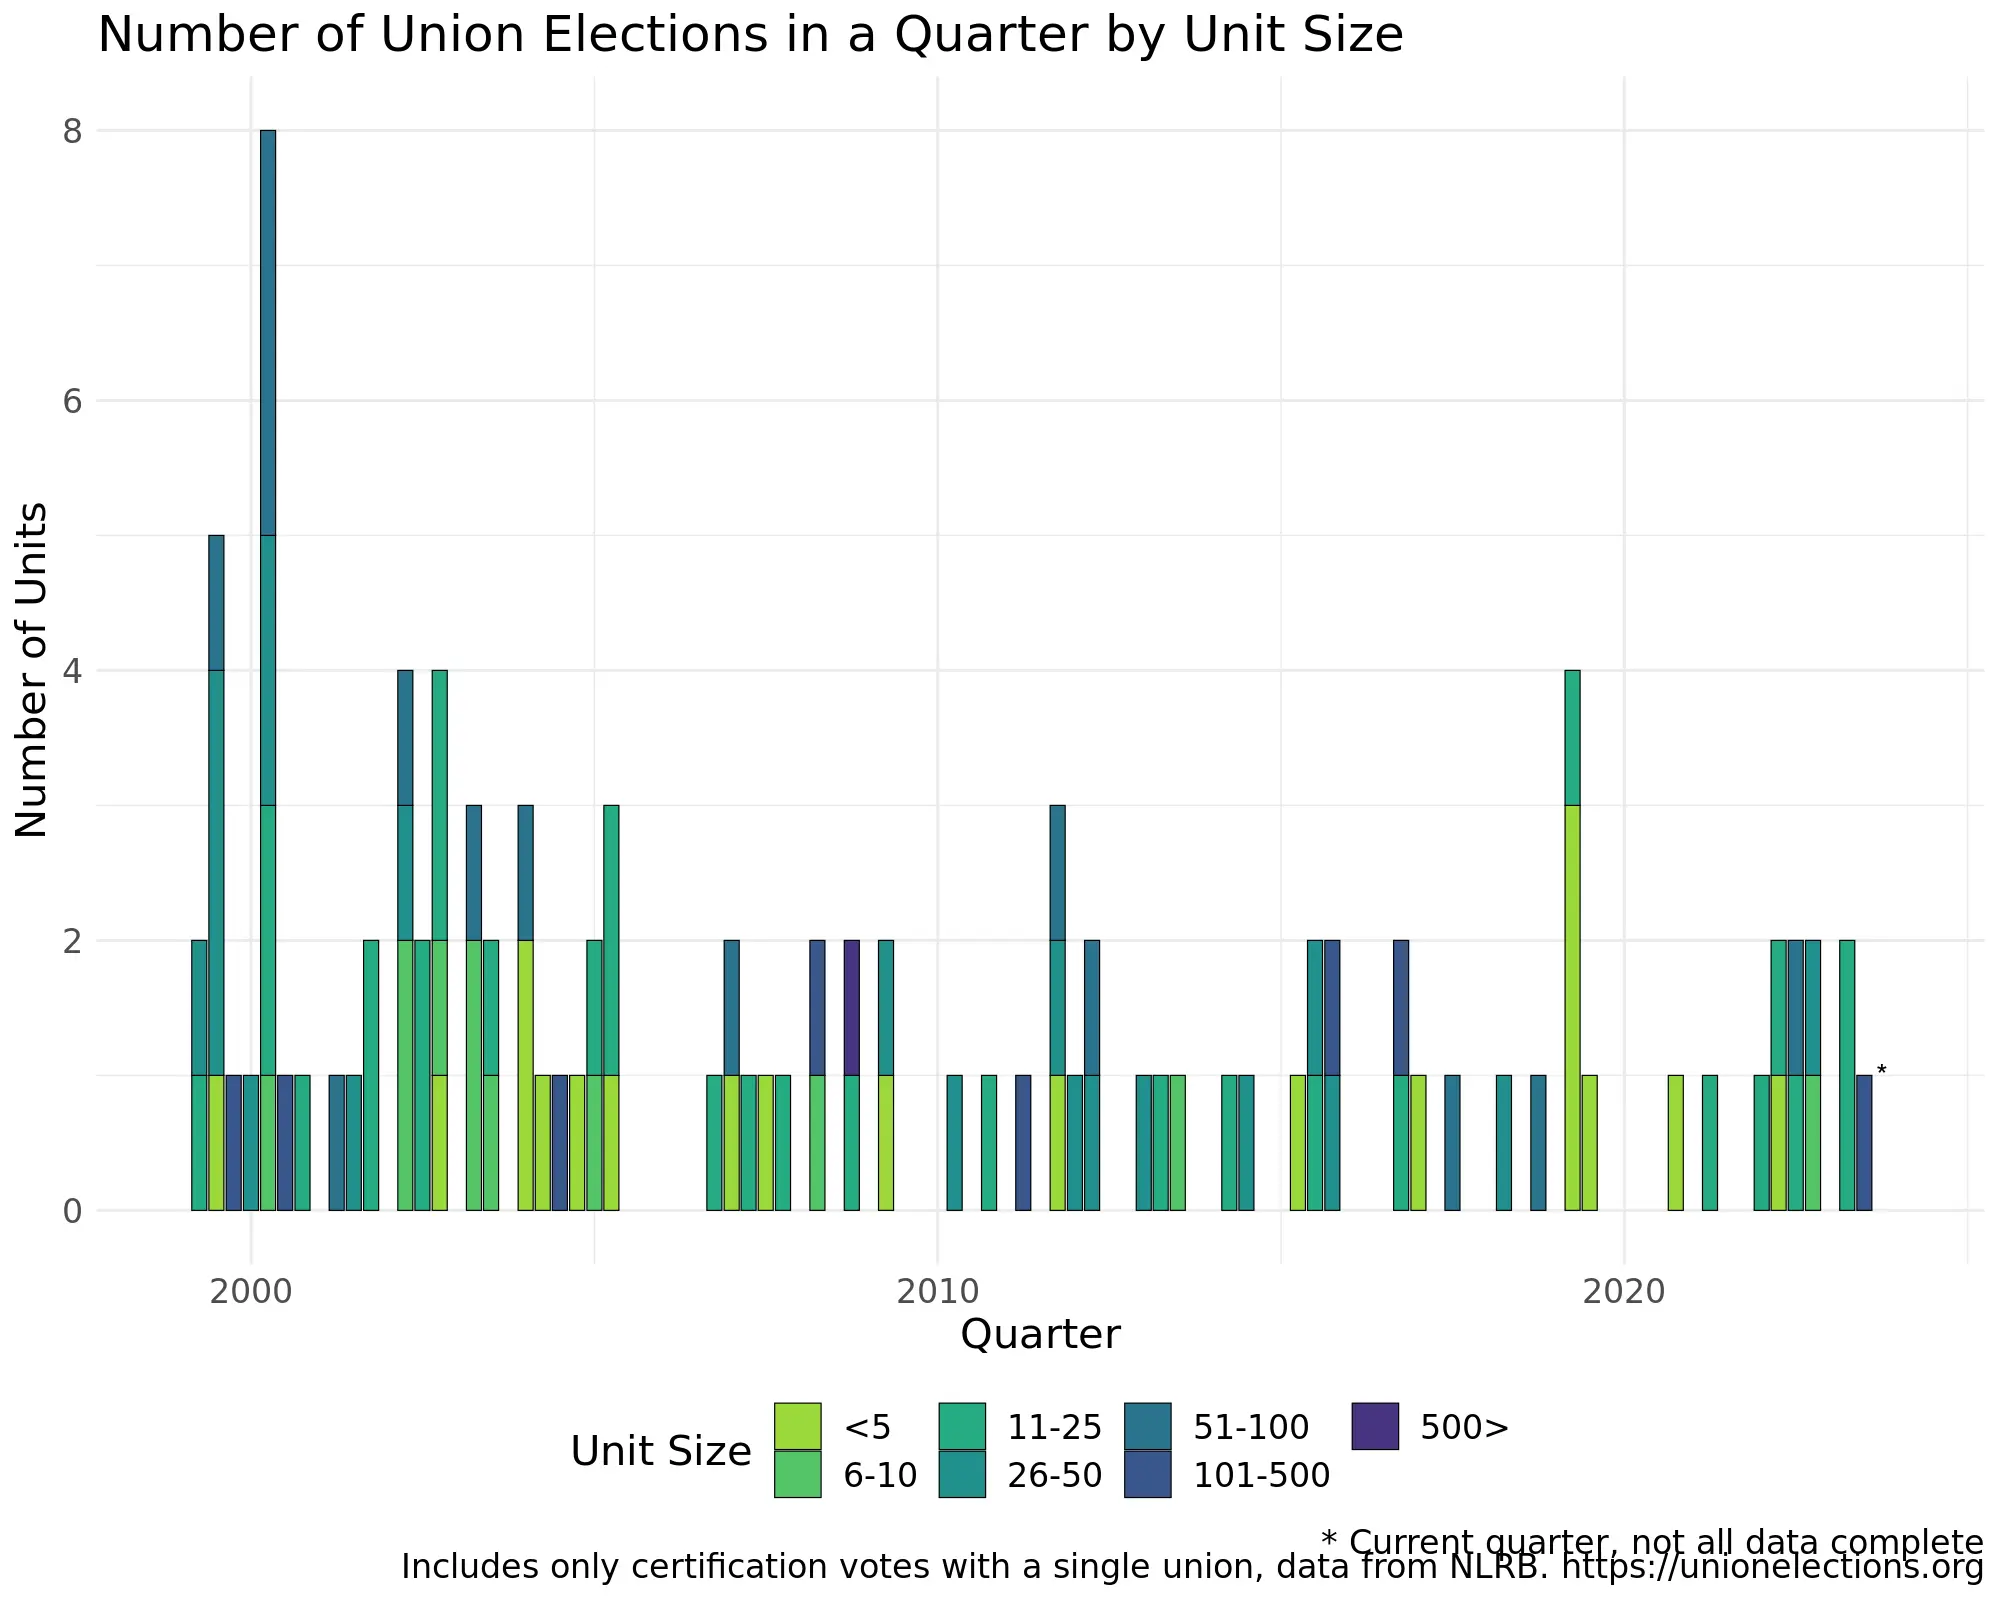 Number of Union Elections in a Quarter by Unit Size
Number of Units
8
6
4
2
0
*
2000 2010 2020
Quarter
Unit Size
<5 11-25 51-100 500>
6-10 26-50 101-500
* Current quarter, not all data complete
Includes only certification votes with a single union, data from NLRB. https://unionelections.org